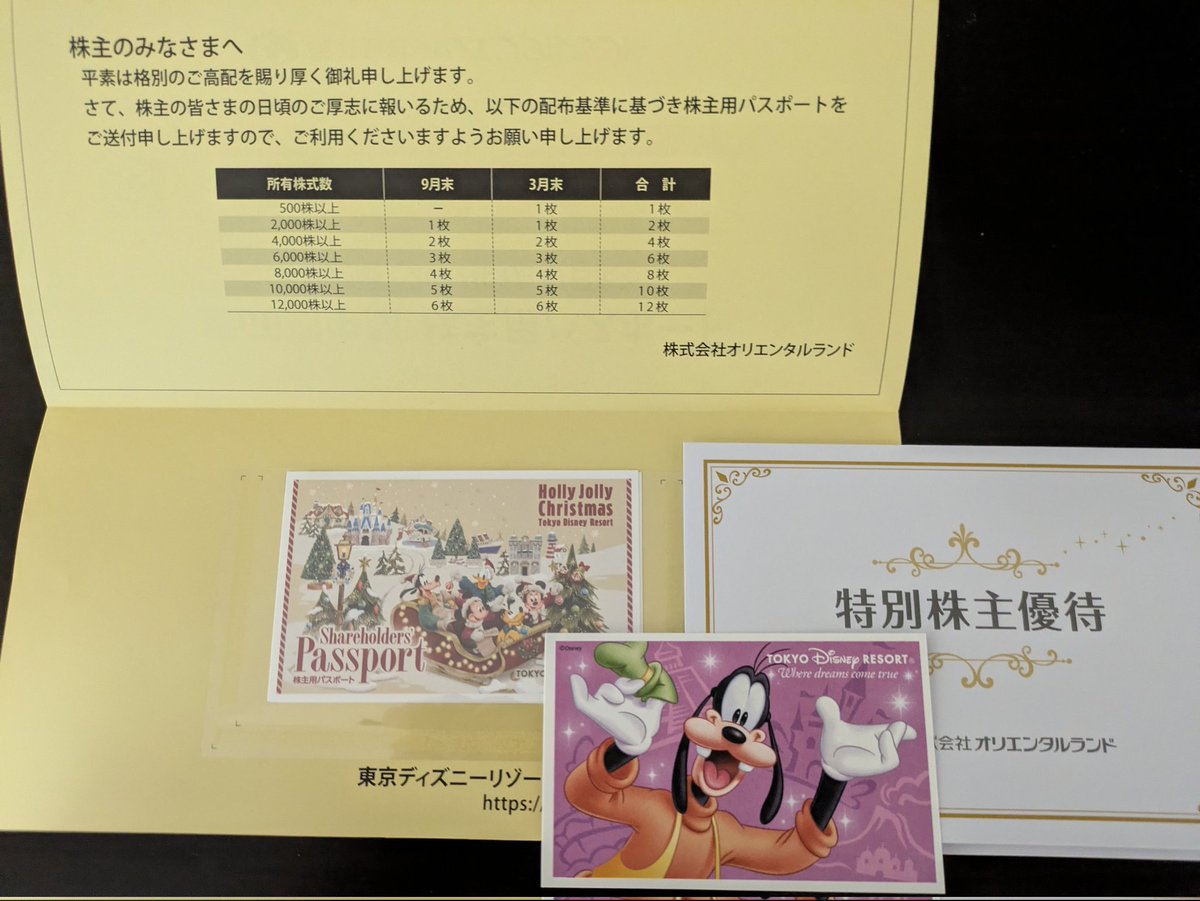 株主のみなさまへ
平素は格別のご高配を賜り厚く御礼申し上げます。
さて、株主の皆さまの日頃のご厚志に報いるため、以下の配布基準に基づき株主用パスポートを
ご送付申し上げますので、ご利用くださいますようお願い申し上げます。
所有株式数 9月末 3月末 合 計
500株以上 － 1枚 1枚
2,000株以上 1枚 1枚 2枚
4,000株以上 2枚 2枚 4枚
6,000株以上 3枚 3枚 6枚
8,000株以上 4枚 4枚 8枚
10,000株以上 5枚 5枚 10枚
12,000株以上 6枚 6枚 12枚
株式会社オリエンタルランド
Holly Jolly
Christmas
Tokyo Disney Resort
Shareholders'
Passport
株主用パスポート
TOKYO
東京ディズニーリゾー
https:/
特別株主優待
会社 オリエンタルランド
©Disney
TOKYO Disney RESORT®
Where dreams come true